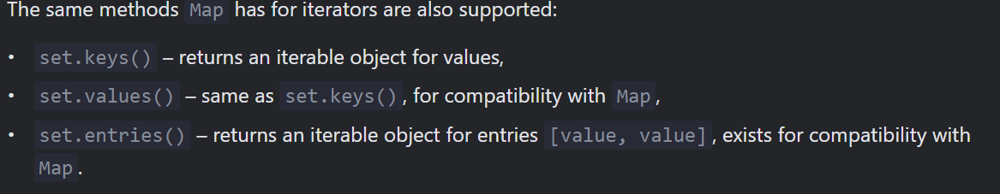 The same methods Map has for iterators are also supported:
• set.keys() – returns an iterable object for values,
• set.values() – same as set.keys(), for compatibility with Map,
• set.entries() – returns an iterable object for entries [value, value], exists for compatibility with
Map.